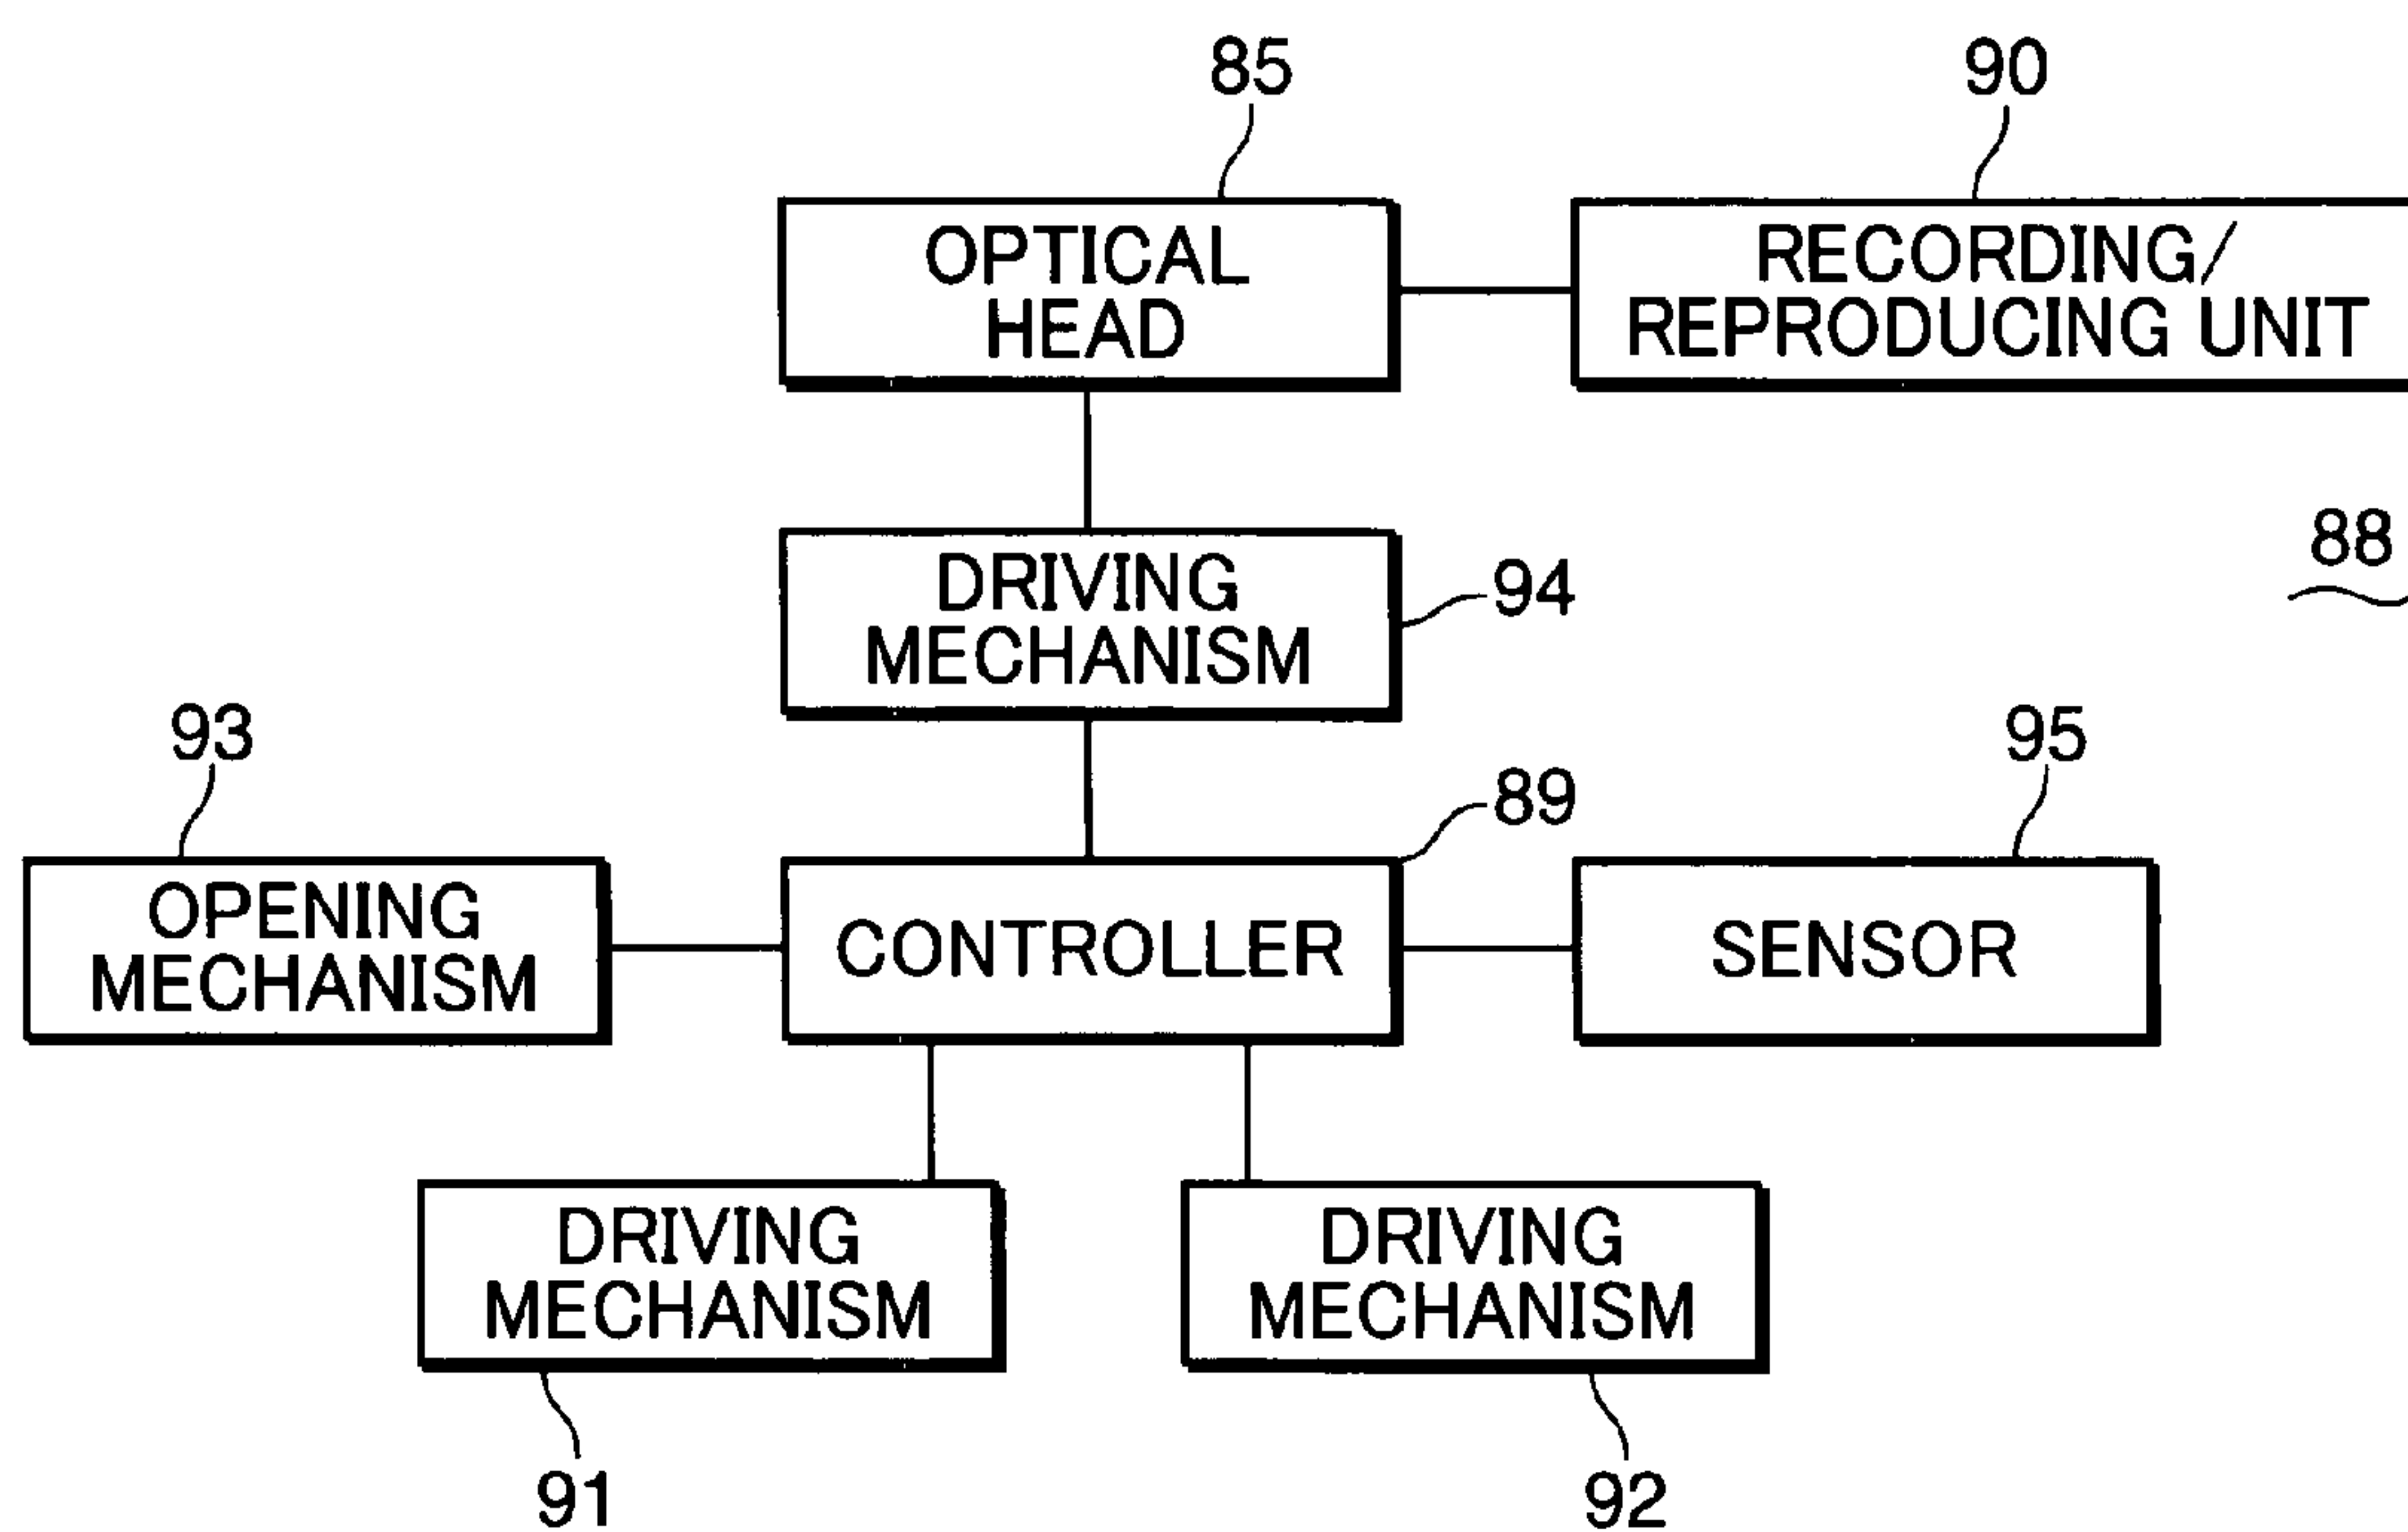 85
90
OPTICAL
HEAD
RECORDING/
REPRODUCING UNIT
88
DRIVING
MECHANISM
94
93
95
89
OPENING
MECHANISM
CONTROLLER
SENSOR
DRIVING
MECHANISM
DRIVING
MECHANISM
91
92